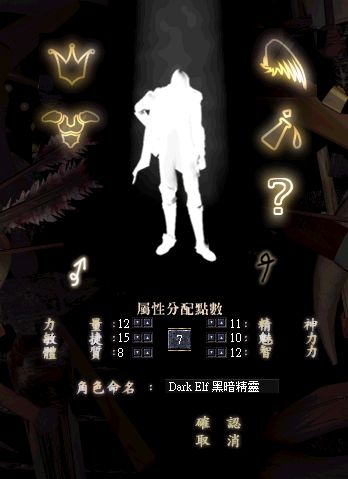 屬性分配點數
力 量 :12 11: 精 神
敏 捷 :15 7 10: 魅 力
體 質 :8 12: 智 力
角色命名 : Dark Elf 黑暗精靈
確 認
取 消